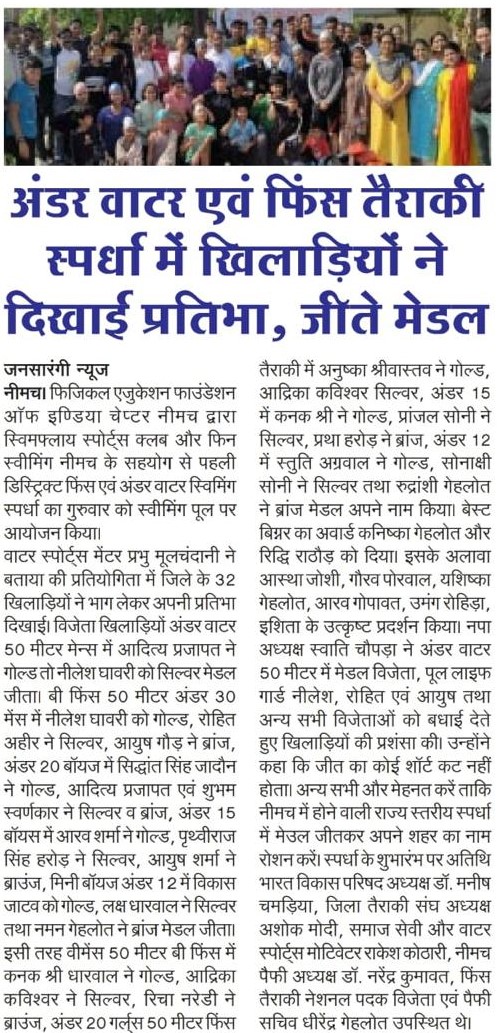 अंडर वाटर एवं फिंस तैराकी
स्पर्धा में खिलाड़ियों ने
दिखाई प्रतिभा, जीते मेडल
जनसारंगी न्यूज
नीमच। फिजिकल एजुकेशन फाउंडेशन
ऑफ इण्डिया चेप्टर नीमच द्वारा
स्विमफ्लाय स्पोर्ट्स क्लब और फिन
स्वीमिंग नीमच के सहयोग से पहली
डिस्ट्रिक्ट फिंस एवं अंडर वाटर स्विमिंग
स्पर्धा का गुरुवार को स्वीमिंग पूल पर
आयोजन किया।
वाटर स्पोर्ट्स मेंटर प्रभु मूलचंदानी ने
बताया की प्रतियोगिता में जिले के 32
खिलाड़ियों ने भाग लेकर अपनी प्रतिभा
दिखाई। विजेता खिलाड़ियों अंडर वाटर
50 मीटर मेन्स में आदित्य प्रजापत ने
गोल्ड तो नीलेश घावरी को सिल्वर मेडल
जीता। बी फिंस 50 मीटर अंडर 30
मेंस में नीलेश घावरी को गोल्ड, रोहित
अहीर ने सिल्वर, आयुष गौड़ ने ब्रांज,
अंडर 20 बॉयज में सिद्धांत सिंह जादौन
ने गोल्ड, आदित्य प्रजापत एवं शुभम
स्वर्णकार ने सिल्वर व ब्रांज, अंडर 15
बॉयस में आरव शर्मा ने गोल्ड, पृथ्वीराज
सिंह हरोड़ ने सिल्वर, आयुष शर्मा ने
ब्राउंज, मिनी बॉयज अंडर 12 में विकास
जाटव को गोल्ड, लक्ष धारवाल ने सिल्वर
तथा नमन गेहलोत ने ब्रांज मेडल जीता।
इसी तरह वीमेंस 50 मीटर बी फिंस में
कनक श्री धारवाल ने गोल्ड, आद्रिका
कविश्वर ने सिल्वर, रिचा नरेडी ने
ब्राउंज, अंडर 20 गर्ल्स 50 मीटर फिंस
तैराकी में अनुष्का श्रीवास्तव ने गोल्ड,
आद्रिका कविश्वर सिल्वर, अंडर 15
में कनक श्री ने गोल्ड, प्रांजल सोनी ने
सिल्वर, प्रथा हरोड़ ने ब्रांज, अंडर 12
में स्तुति अग्रवाल ने गोल्ड, सोनाक्षी
सोनी ने सिल्वर तथा रुद्रांशी गेहलोत
ने ब्रांज मेडल अपने नाम किया। बेस्ट
बिग्नर का अवार्ड कनिष्का गेहलोत और
रिद्धि राठौड़ को दिया। इसके अलावा
आस्था जोशी, गौरव पोरवाल, यशिष्का
गेहलोत, आरव गोपावत, उमंग रोहिड़ा,
इशिता के उत्कृष्ट प्रदर्शन किया। नपा
अध्यक्ष स्वाति चौपड़ा ने अंडर वाटर
50 मीटर में मेडल विजेता, पूल लाइफ
गार्ड नीलेश, रोहित एवं आयुष तथा
अन्य सभी विजेताओं को बधाई देते
हुए खिलाड़ियों की प्रशंसा की। उन्होंने
कहा कि जीत का कोई शॉर्ट कट नहीं
होता। अन्य सभी और मेहनत करें ताकि
नीमच में होने वाली राज्य स्तरीय स्पर्धा
में मेउल जीतकर अपने शहर का नाम
रोशन करें। स्पर्धा के शुभारंभ पर अतिथि
भारत विकास परिषद अध्यक्ष डॉ. मनीष
चमड़िया, जिला तैराकी संघ अध्यक्ष
अशोक मोदी, समाज सेवी और वाटर
स्पोर्ट्स मोटिवेटर राकेश कोठारी, नीमच
पैफी अध्यक्ष डॉ. नरेंद्र कुमावत, फिंस
तैराकी नेशनल पदक विजेता एवं पैफी
सचिव धीरेंद्र गेहलोत उपस्थित थे।